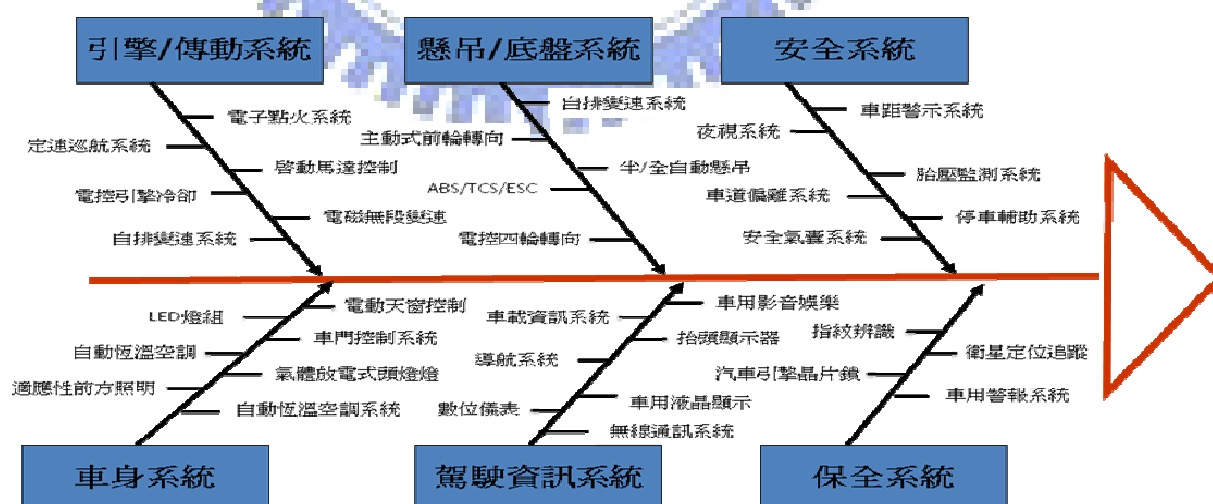 引擎/傳動系統
懸吊/底盤系統
安全系統
電子點火系統
定速巡航系統
啓動馬達控制
電控引擎冷卻
電磁無段變速
自排變速系統
自排變速系統
主動式前輪轉向
半/全自動懸吊
ABS/TCS/ESC
電控四輪轉向
車距警示系統
夜視系統
胎壓監測系統
車道偏離系統
停車輔助系統
安全氣囊系統
電動天窗控制
LED燈組
車門控制系統
自動恆溫空調
氣體放電式頭燈燈
適應性前方照明
自動恆溫空調系統
車用影音娛樂
車載資訊系統
抬頭顯示器
導航系統
車用液晶顯示
數位儀表
無線通訊系統
指紋辨識
衛星定位追蹤
汽車引擎晶片鎖
車用警報系統
車身系統
駕駛資訊系統
保全系統